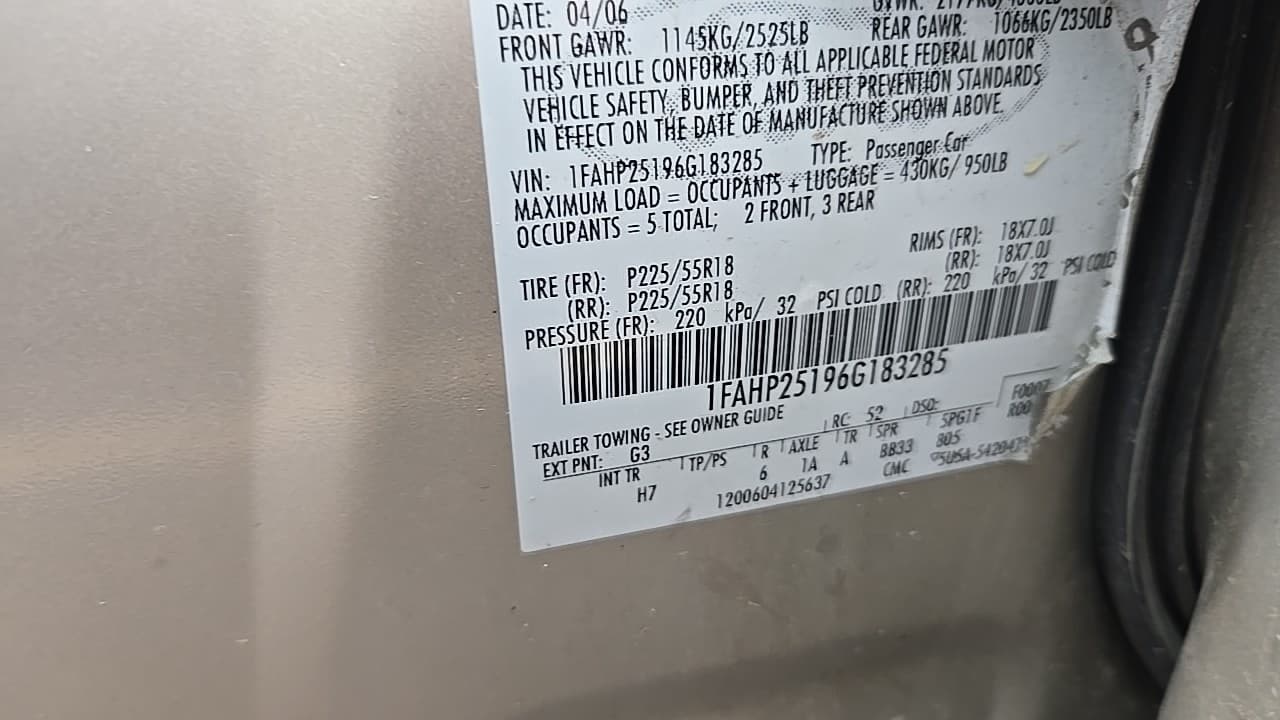 DATE: 04/06
FRONT GAWR: 1145KG/2525LB REAR GAWR: 1066KG/2350LB
THIS VEHICLE CONFORMS TO ALL APPLICABLE FEDERAL MOTOR
VEHICLE SAFETY, BUMPER, AND THEFT PREVENTION STANDARDS
IN EFFECT ON THE DATE OF MANUFACTURE SHOWN ABOVE.
VIN: 1FAHP25196G183285 TYPE: Passenger Car
MAXIMUM LOAD = OCCUPANTS + LUGGAGE = 430KG/ 950LB
OCCUPANTS = 5 TOTAL; 2 FRONT, 3 REAR
TIRE (FR): P225/55R18 RIMS (FR): 18X7.0J
(RR): P225/55R18 (RR): 18X7.0J
PRESSURE (FR): 220 kPa/ 32 PSI COLD (RR): 220 kPa/ 32 PSI COLD
1FAHP25196G183285
TRAILER TOWING - SEE OWNER GUIDE RC: 52 DSO: F0007
EXT PNT: G3 R00
INT TR TP/PS R AXLE TR SPR 5PG1F
H7 6 1A A BB33 805
1200604125637 CMC